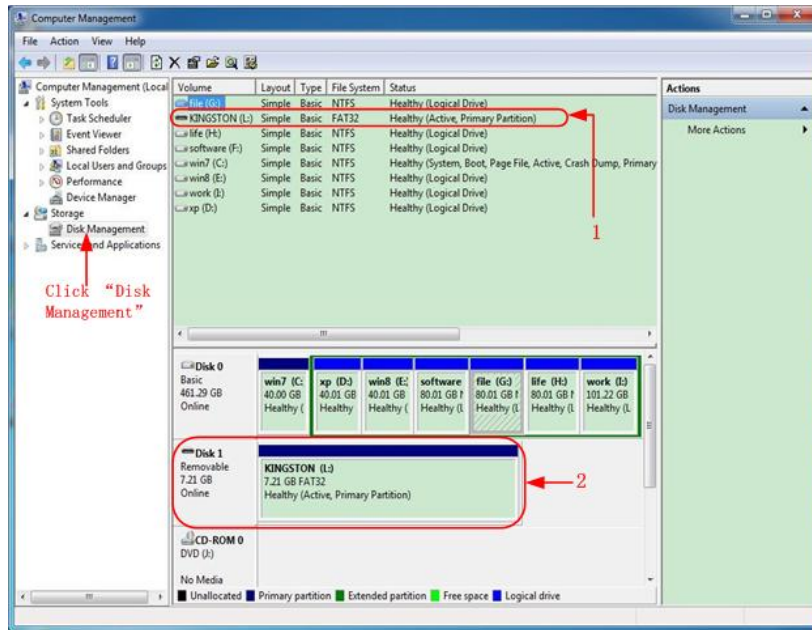 Computer Management
File Action View Help
Computer Management (Local
System Tools
Task Scheduler
Event Viewer
Shared Folders
Local Users and Groups
Performance
Device Manager
Storage
Disk Management
Services and Applications
Click “Disk
Management”
Volume Layout Type File System Status
file (G:) Simple Basic NTFS Healthy (Logical Drive)
KINGSTON (L:) Simple Basic FAT32 Healthy (Active, Primary Partition)
life (H:) Simple Basic NTFS Healthy (Logical Drive)
software (F:) Simple Basic NTFS Healthy (Logical Drive)
win7 (C:) Simple Basic NTFS Healthy (System, Boot, Page File, Active, Crash Dump, Primary
win8 (E:) Simple Basic NTFS Healthy (Logical Drive)
work (I:) Simple Basic NTFS Healthy (Logical Drive)
xp (D:) Simple Basic NTFS Healthy (Logical Drive)
1
Actions
Disk Management
More Actions
Disk 0
Basic
461.29 GB
Online
win7 (C: xp (D:) win8 (E: software file (G:) life (H:) work (I:)
40.00 GB 40.01 GB 40.01 GB 80.01 GB 80.01 GB 80.01 GB 101.22 GB
Healthy ( Healthy Healthy ( Healthy (L Healthy (L Healthy (L Healthy (L
Disk 1
Removable
7.21 GB
Online
KINGSTON (L:)
7.21 GB FAT32
Healthy (Active, Primary Partition)
2
CD-ROM 0
DVD (J:)
No Media
Unallocated Primary partition Extended partition Free space Logical drive